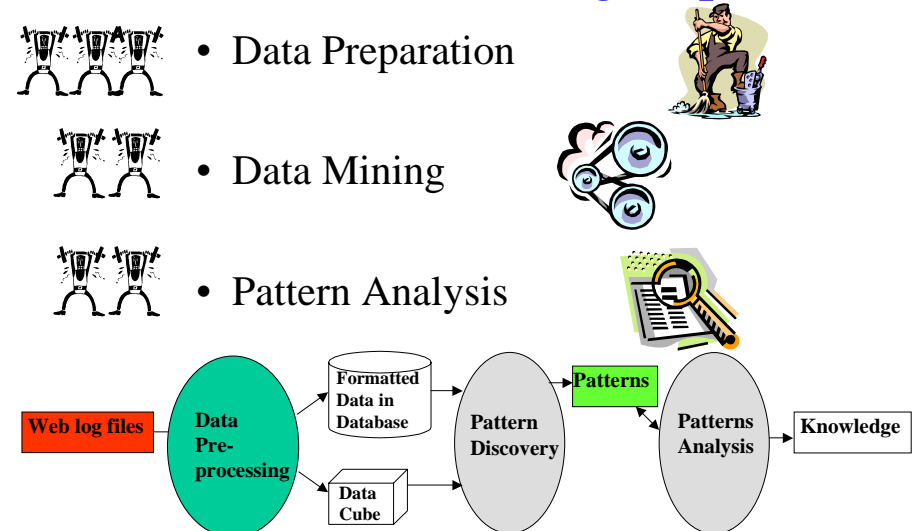 • Data Preparation
• Data Mining
• Pattern Analysis
Web log files
Data
Pre-
processing
Formatted
Data in
Database
Data
Cube
Pattern
Discovery
Patterns
Patterns
Analysis
Knowledge